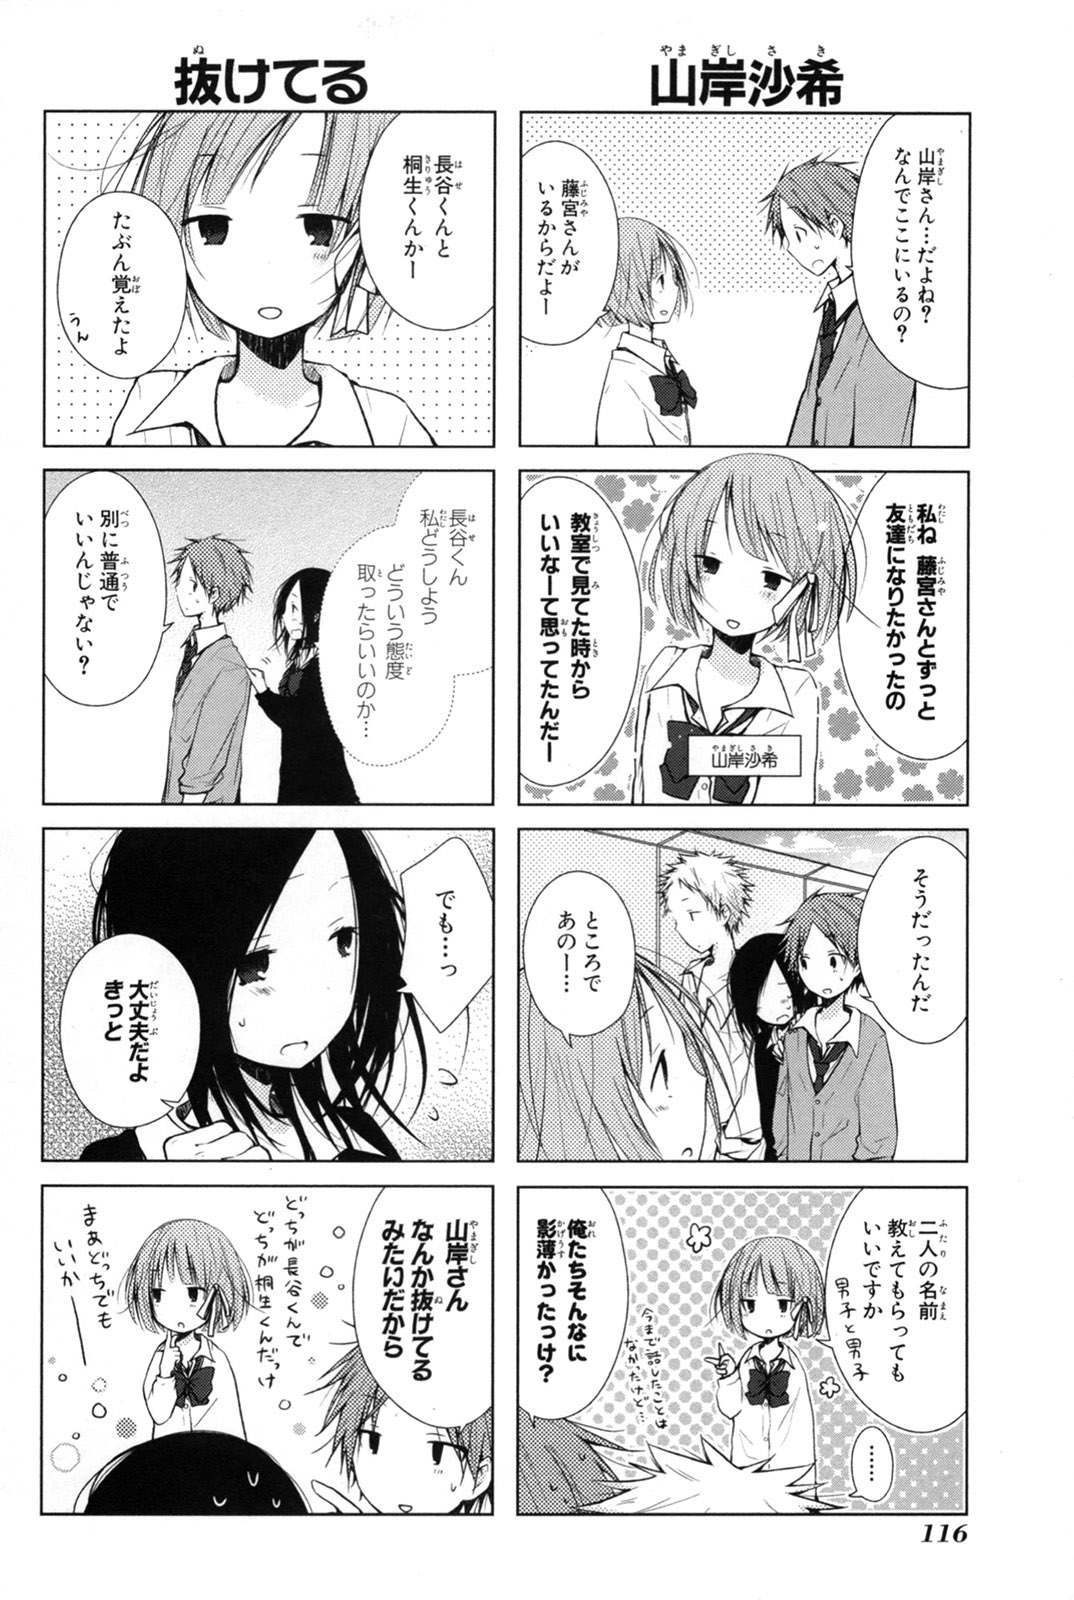 山岸沙希
山岸さん…だよね?
なんでここにいるの?
藤宮さんが
いるからだよー
私ね 藤宮さんとずっと
友達になりたかったの
教室で見てた時から
いいなーて思ってたんだー
山岸沙希
そうだったんだ
ところで
あのー…
二人の名前
教えてもらっても
いいですか
男子と男子
……
今まで話したことは
なかったけど…
俺たちそんなに
影薄かったっけ?
抜けてる
長谷くんと
桐生くんかー
たぶん覚えたよ
うん
長谷くん
私どうしよう
どういう態度
取ったらいいのか…
別に普通で
いいんじゃない?
でも…っ
大丈夫だよ
きっと
山岸さん
なんか抜けてる
みたいだから
どっちが長谷くんで
どっちが桐生くんだっけ
まぁどっちでも
いいかー
116